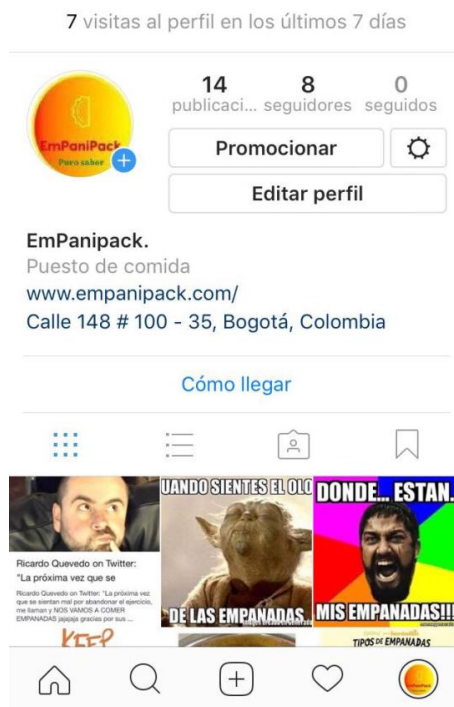 7 visitas al perfil en los últimos 7 días
14 8 0
publicaci... seguidores seguidos
EmPaniPack
Puro saber
Promocionar
Editar perfil
EmPanipack.
Puesto de comida
www.empanipack.com/
Calle 148 # 100 - 35, Bogotá, Colombia
Cómo llegar
Ricardo Quevedo on Twitter:
"La próxima vez que se
Ricardo Quevedo on Twitter: "La próxima vez
que se sientan mal por abandonar el ejercicio,
me llaman y NOS VAMOS A COMER
EMPANADAS jajajja gracias por sus ...
UANDO SIENTES EL OLO
DE LAS EMPANADAS
DONDE... ESTAN.
MIS EMPANADAS!!!
KEEP
TIPOS DE EMPANADAS
EmPaniPack